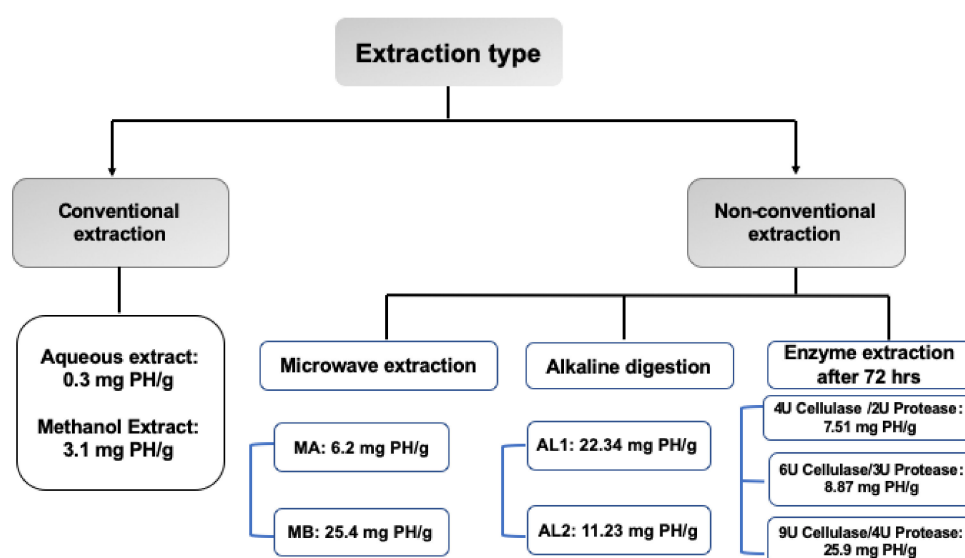 Extraction type
Conventional
extraction
Non-conventional
extraction
Aqueous extract:
0.3 mg PH/g
Methanol Extract:
3.1 mg PH/g
Microwave extraction
MA: 6.2 mg PH/g
MB: 25.4 mg PH/g
Alkaline digestion
AL1: 22.34 mg PH/g
AL2: 11.23 mg PH/g
Enzyme extraction
after 72 hrs
4U Cellulase /2U Protease:
7.51 mg PH/g
6U Cellulase/3U Protease:
8.87 mg PH/g
9U Cellulase/4U Protease:
25.9 mg PH/g